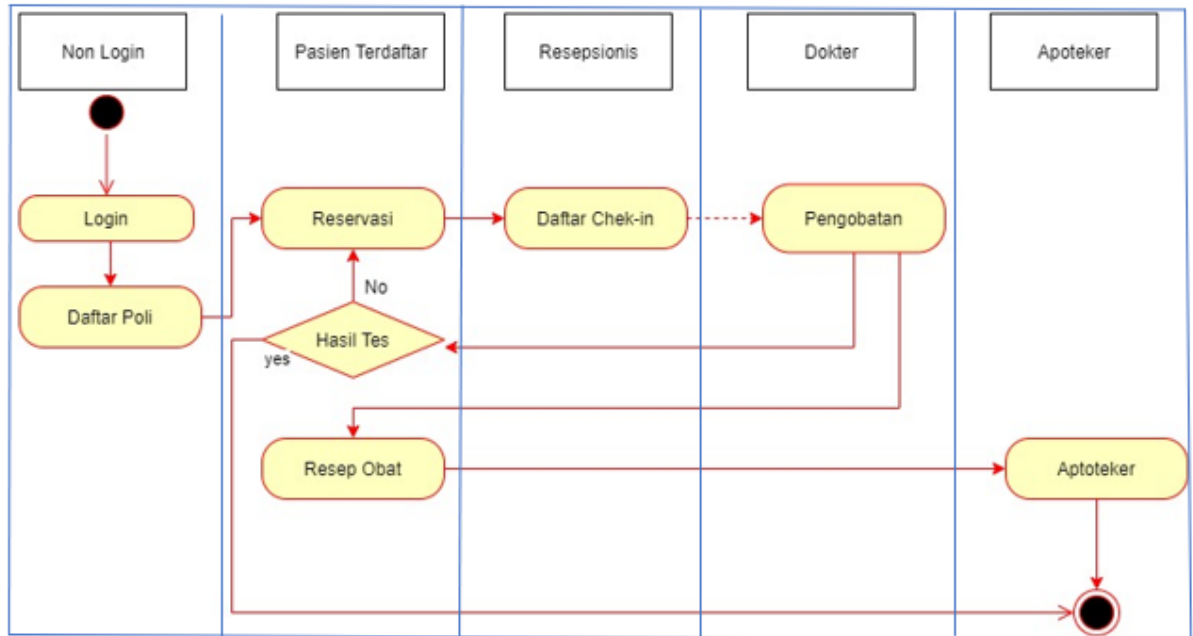 Non Login
Pasien Terdaftar
Resepsionis
Dokter
Apoteker
Login
Reservasi
Daftar Chek-in
Pengobatan
Daftar Poli
No
Hasil Tes
yes
Resep Obat
Aptoteker